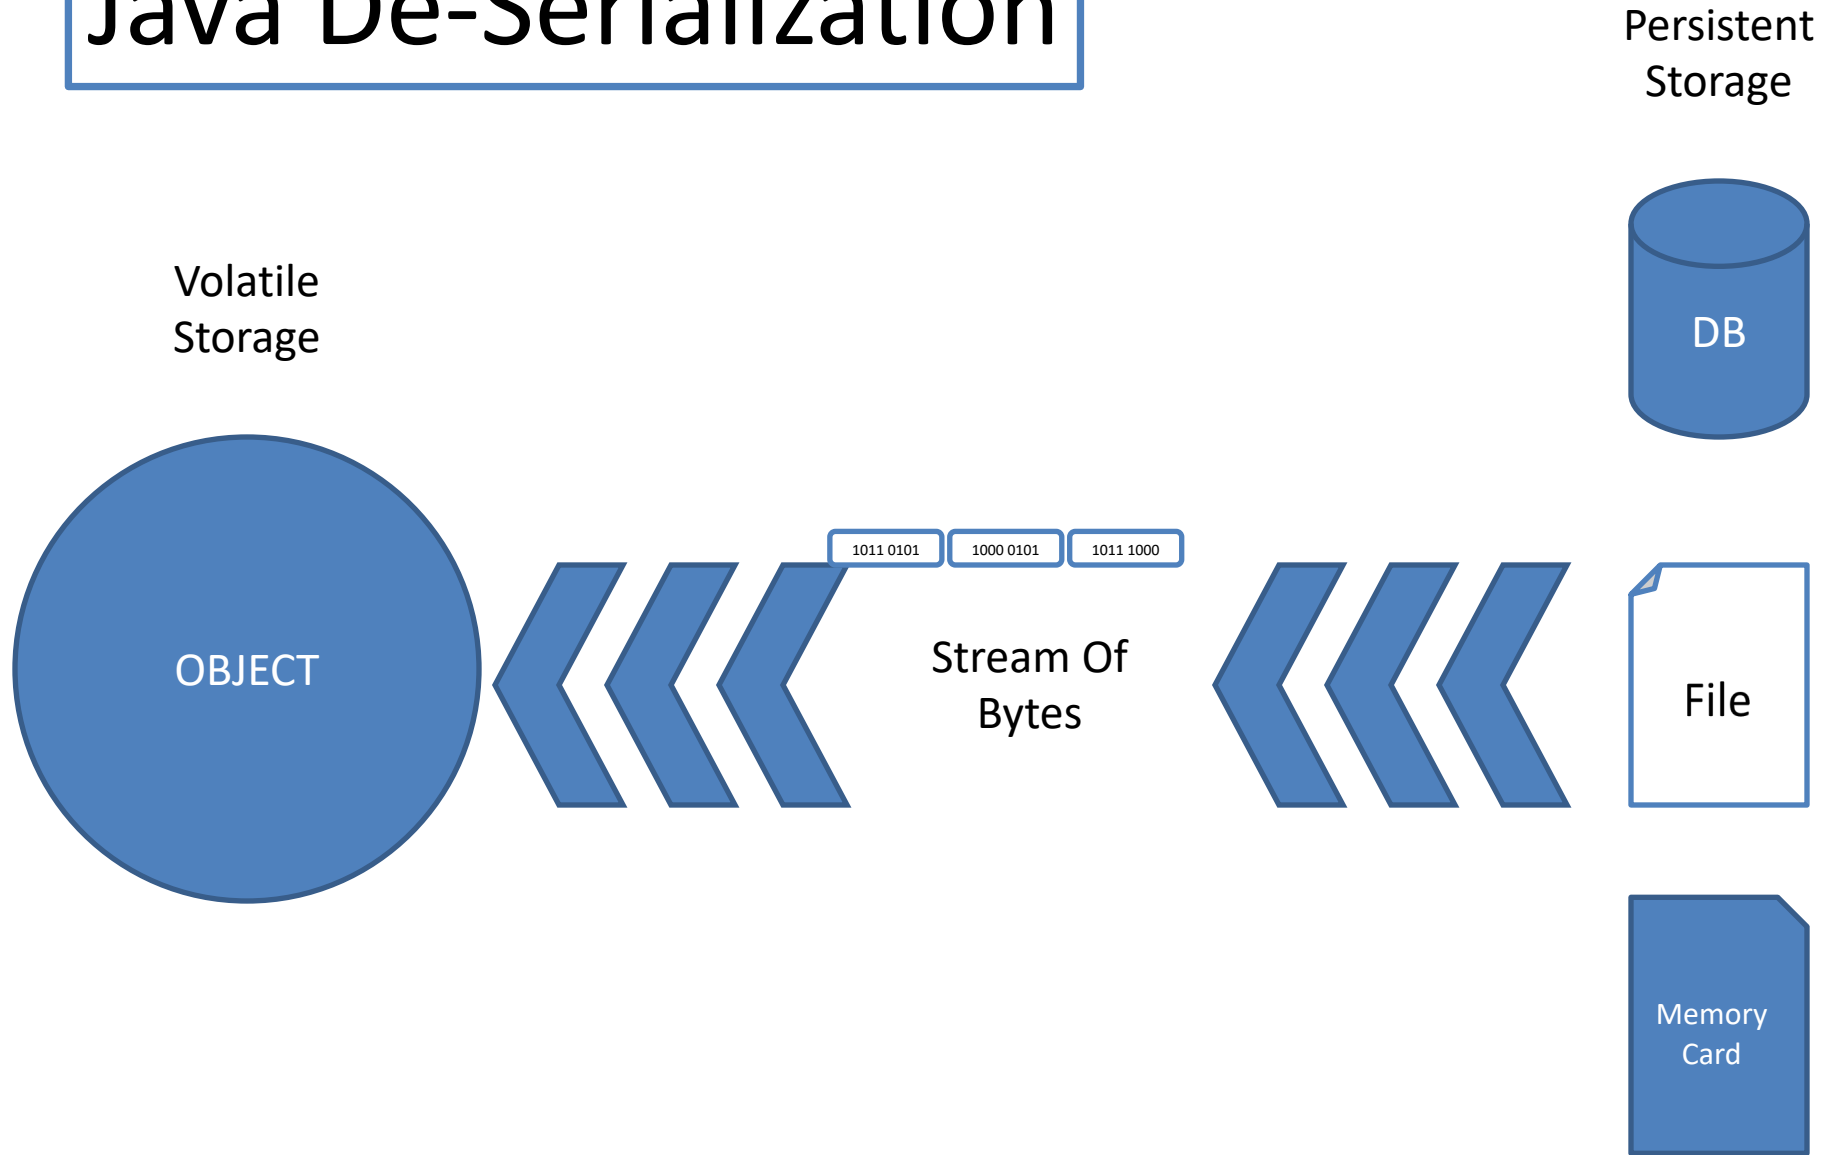 Java De-Serialization
Persistent
Storage
Volatile
Storage
DB
1011 0101
1000 0101
1011 1000
OBJECT
Stream Of
Bytes
File
Memory
Card